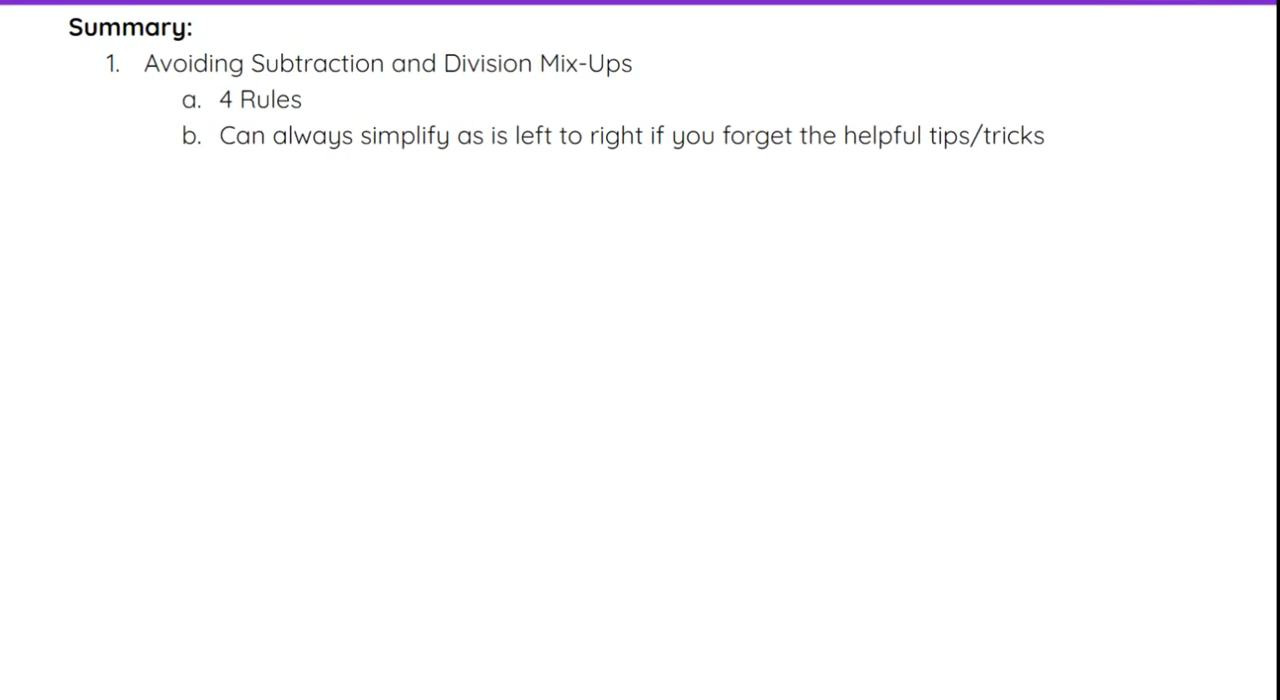 Summary:
1. Avoiding Subtraction and Division Mix-Ups
a. 4 Rules
b. Can always simplify as is left to right if you forget the helpful tips/tricks